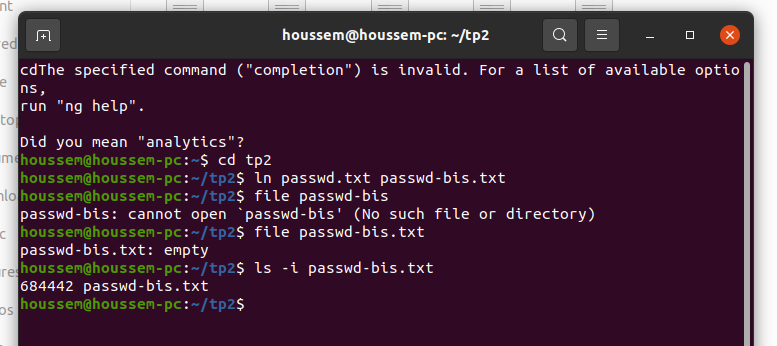 nt
houssem@houssem-pc: ~/tp2
cdThe specified command ("completion") is invalid. For a list of available optio
ns,
run "ng help".
Did you mean "analytics"?
houssem@houssem-pc:~$ cd tp2
houssem@houssem-pc:~/tp2$ ln passwd.txt passwd-bis.txt
houssem@houssem-pc:~/tp2$ file passwd-bis
passwd-bis: cannot open `passwd-bis' (No such file or directory)
houssem@houssem-pc:~/tp2$ file passwd-bis.txt
passwd-bis.txt: empty
houssem@houssem-pc:~/tp2$ ls -i passwd-bis.txt
684442 passwd-bis.txt
houssem@houssem-pc:~/tp2$